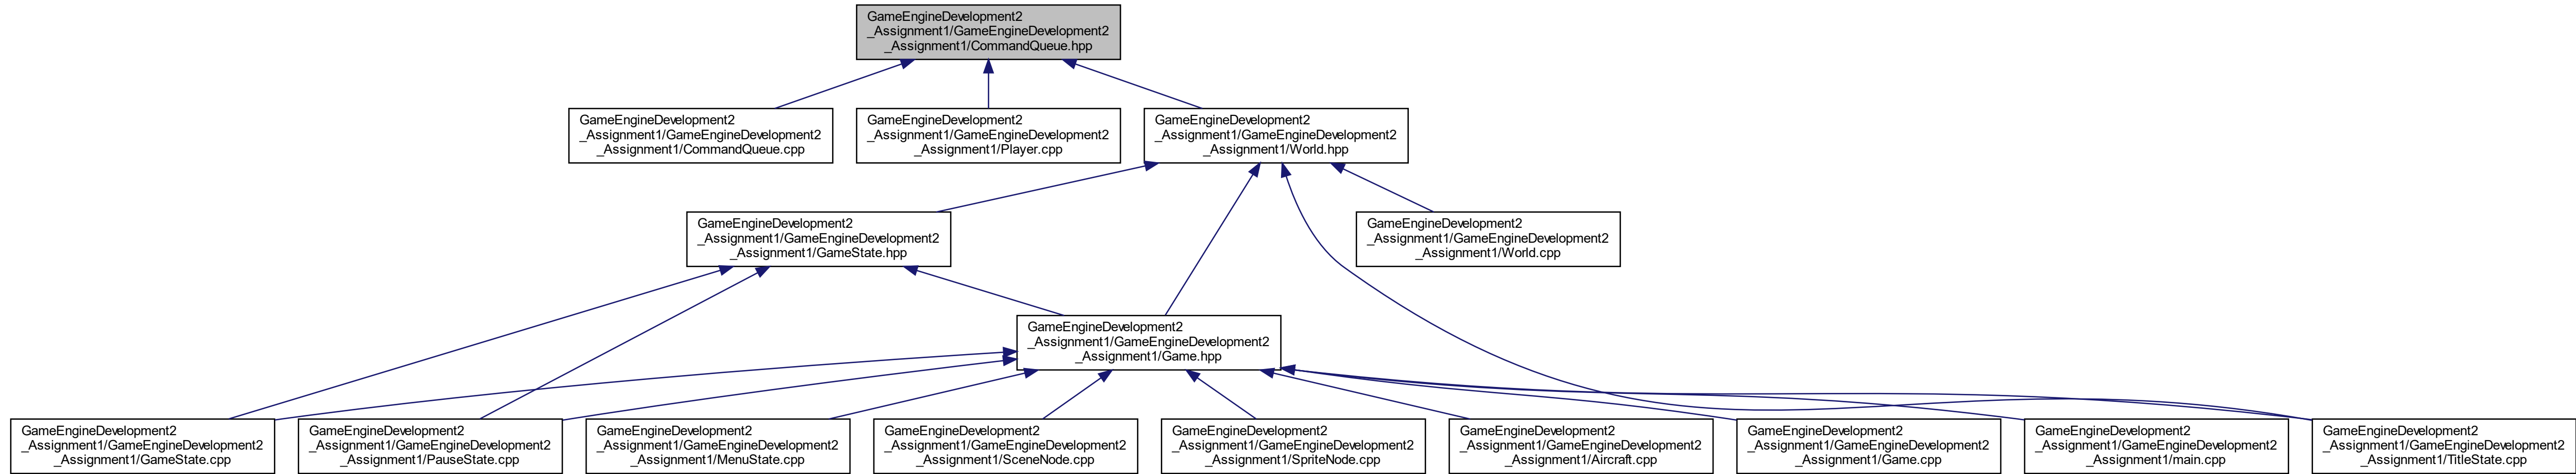 GameEngineDevelopment2
_Assignment1/GameEngineDevelopment2
_Assignment1/CommandQueue.hpp
GameEngineDevelopment2
_Assignment1/GameEngineDevelopment2
_Assignment1/CommandQueue.cpp
GameEngineDevelopment2
_Assignment1/GameEngineDevelopment2
_Assignment1/Player.cpp
GameEngineDevelopment2
_Assignment1/GameEngineDevelopment2
_Assignment1/World.hpp
GameEngineDevelopment2
_Assignment1/GameEngineDevelopment2
_Assignment1/GameState.hpp
GameEngineDevelopment2
_Assignment1/GameEngineDevelopment2
_Assignment1/World.cpp
GameEngineDevelopment2
_Assignment1/GameEngineDevelopment2
_Assignment1/Game.hpp
GameEngineDevelopment2
_Assignment1/GameEngineDevelopment2
_Assignment1/GameState.cpp
GameEngineDevelopment2
_Assignment1/GameEngineDevelopment2
_Assignment1/PauseState.cpp
GameEngineDevelopment2
_Assignment1/GameEngineDevelopment2
_Assignment1/MenuState.cpp
GameEngineDevelopment2
_Assignment1/GameEngineDevelopment2
_Assignment1/SceneNode.cpp
GameEngineDevelopment2
_Assignment1/GameEngineDevelopment2
_Assignment1/SpriteNode.cpp
GameEngineDevelopment2
_Assignment1/GameEngineDevelopment2
_Assignment1/Aircraft.cpp
GameEngineDevelopment2
_Assignment1/GameEngineDevelopment2
_Assignment1/Game.cpp
GameEngineDevelopment2
_Assignment1/GameEngineDevelopment2
_Assignment1/main.cpp
GameEngineDevelopment2
_Assignment1/GameEngineDevelopment2
_Assignment1/TitleState.cpp